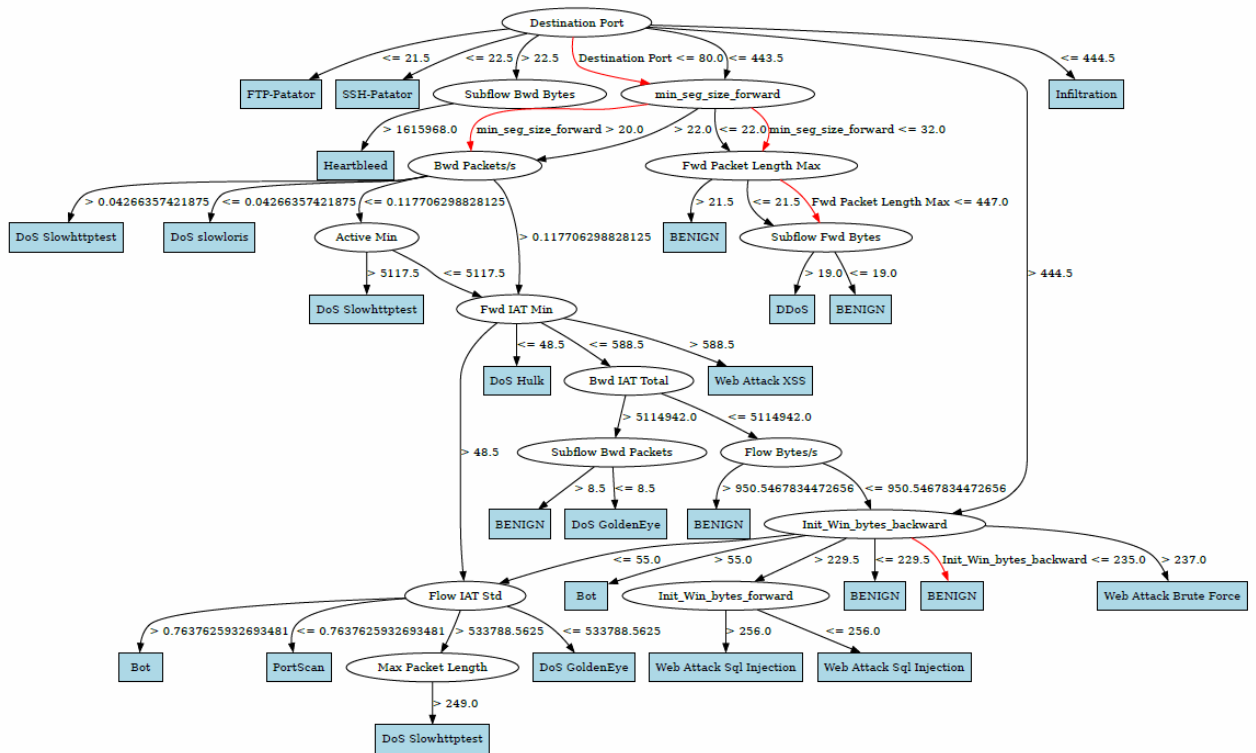 Destination Port
<= 21.5
<= 22.5
> 22.5
Destination Port <= 80.0
<= 443.5
<= 444.5
FTP-Patator
SSH-Patator
Subflow Bwd Bytes
min_seg_size_forward
Infiltration
> 1615968.0
min_seg_size_forward > 20.0
> 22.0
<= 22.0
min_seg_size_forward <= 32.0
Heartbleed
Bwd Packets/s
Fwd Packet Length Max
> 0.04266357421875
<= 0.04266357421875
<= 0.117706298828125
> 21.5
<= 21.5
Fwd Packet Length Max <= 447.0
DoS Slowhttptest
DoS slowloris
Active Min
> 0.117706298828125
BENIGN
Subflow Fwd Bytes
> 5117.5
<= 5117.5
> 19.0
<= 19.0
> 444.5
DoS Slowhttptest
Fwd IAT Min
DDoS
BENIGN
<= 48.5
<= 588.5
> 588.5
DoS Hulk
Bwd IAT Total
Web Attack XSS
> 5114942.0
<= 5114942.0
> 48.5
Subflow Bwd Packets
Flow Bytes/s
> 8.5
<= 8.5
> 950.5467834472656
<= 950.5467834472656
BENIGN
DoS GoldenEye
BENIGN
Init_Win_bytes_backward
<= 55.0
> 55.0
> 229.5
<= 229.5
Init_Win_bytes_backward <= 235.0
> 237.0
Flow IAT Std
Bot
Init_Win_bytes_forward
BENIGN
BENIGN
Web Attack Brute Force
> 0.7637625932693481
<= 0.7637625932693481
> 533788.5625
<= 533788.5625
> 256.0
<= 256.0
Bot
PortScan
Max Packet Length
DoS GoldenEye
Web Attack Sql Injection
Web Attack Sql Injection
> 249.0
DoS Slowhttptest